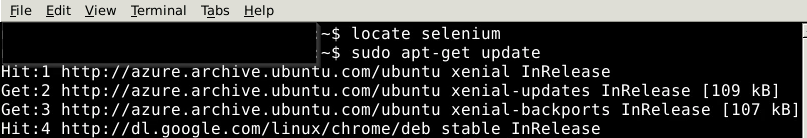 File Edit View Terminal Tabs Help
~$ locate selenium
~$ sudo apt-get update
Hit:1 http://azure.archive.ubuntu.com/ubuntu xenial InRelease
Get:2 http://azure.archive.ubuntu.com/ubuntu xenial-updates InRelease [109 kB]
Get:3 http://azure.archive.ubuntu.com/ubuntu xenial-backports InRelease [107 kB]
Hit:4 http://dl.google.com/linux/chrome/deb stable InRelease